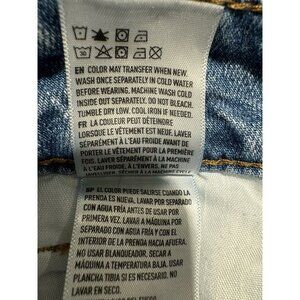 EN COLOR MAY TRANSFER WHEN NEW.
WASH ONCE SEPARATELY IN COLD WATER
BEFORE WEARING. MACHINE WASH COLD
INSIDE OUT SEPARATELY. DO NOT BLEACH.
TUMBLE DRY LOW. COOL IRON IF NEEDED.
FR LA COULEUR PEUT DÉTEINDRE
LORSQUE LE VÊTEMENT EST NEUF. LAVER
SÉPARÉMENT À L'EAU FROIDE AVANT DE
PORTER LE VÊTEMENT POUR LA PREMIÈRE
FOIS. LAVER SÉPARÉMENT À LA MACHINE
À L'EAU FROIDE, À L'ENVERS. NE PAS
SÉCHER À LA MACHINE
SP EL COLOR PUEDE SALIRSE CUANDO LA
PRENDA ES NUEVA. LAVAR POR SEPARADO
CON AGUA FRÍA ANTES DE USAR POR
PRIMERA VEZ. LAVAR A MÁQUINA POR
SEPARADO CON AGUA FRÍA Y CON EL
INTERIOR DE LA PRENDA HACIA AFUERA.
NO USAR BLANQUEADOR. SECAR A
MÁQUINA A TEMPERATURA BAJA. USAR
PLANCHA TIBIA SI ES NECESARIO. NO
LAVAR EN SECO.